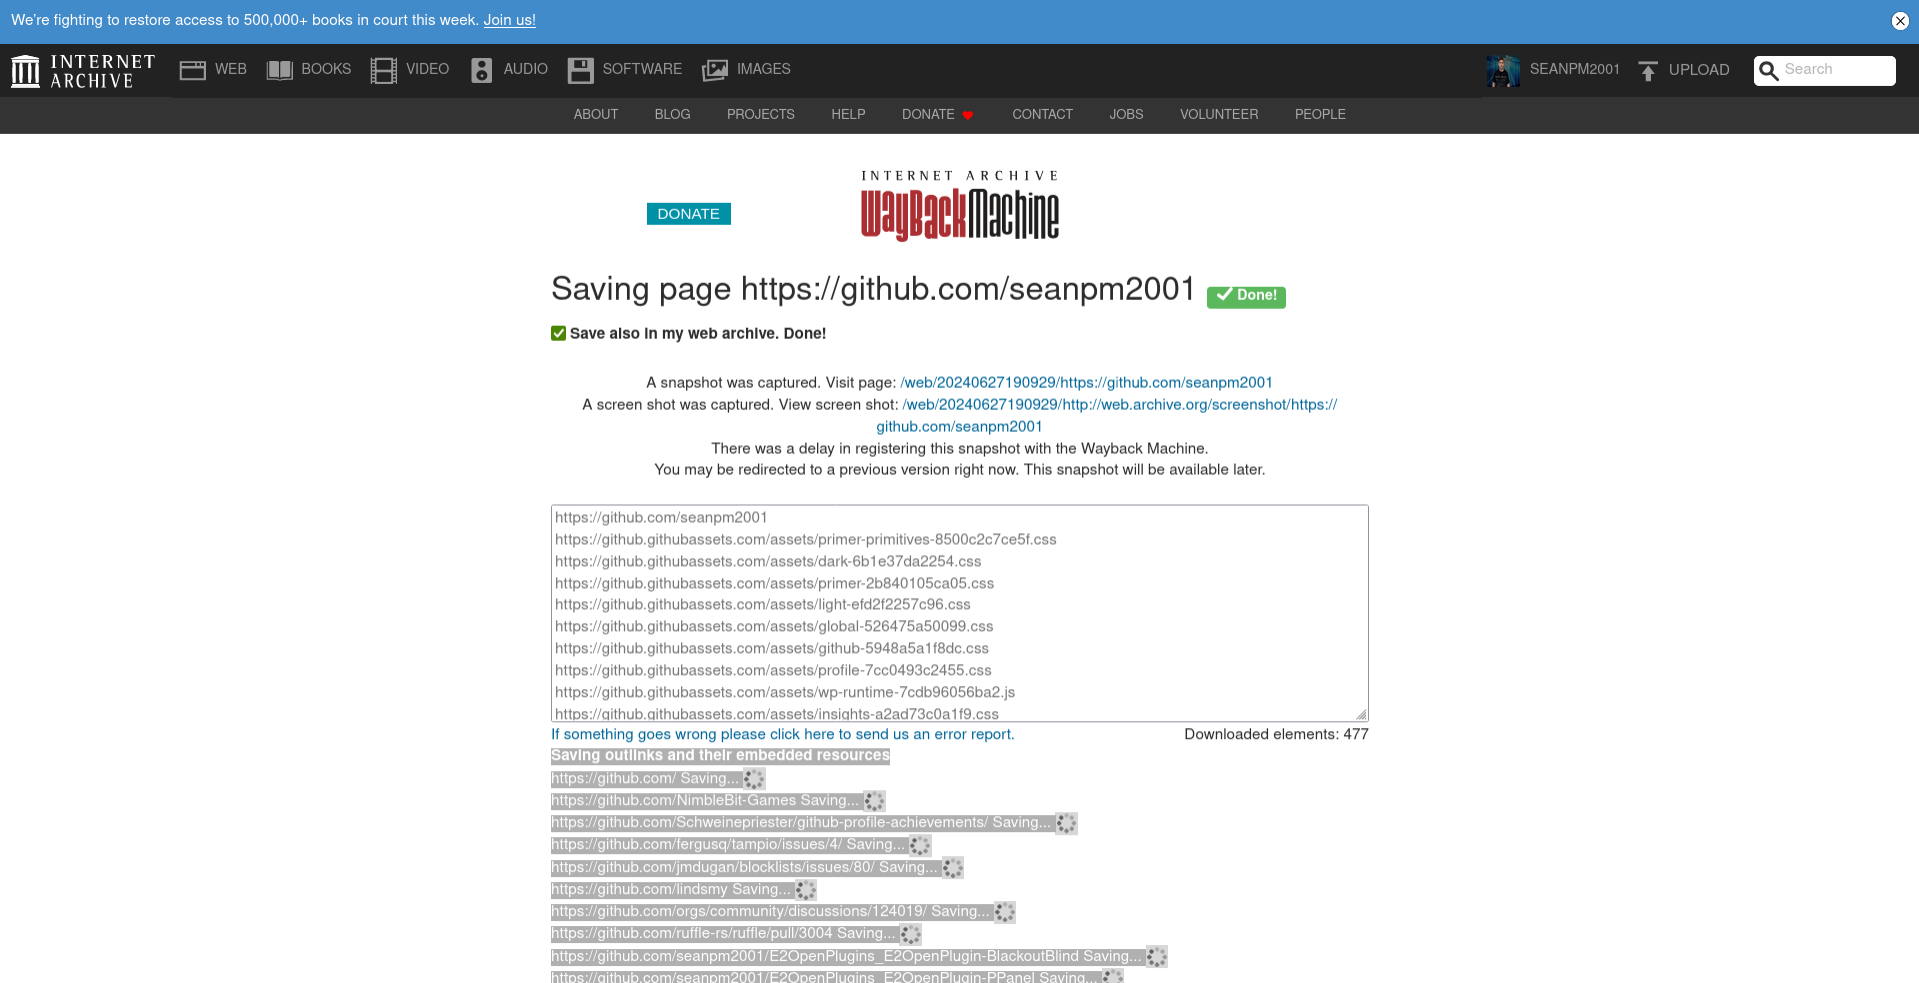 We're fighting to restore access to 500,000+ books in court this week. Join us!
INTERNET ARCHIVE
WEB BOOKS VIDEO AUDIO SOFTWARE IMAGES
SEANPM2001 UPLOAD Search
ABOUT BLOG PROJECTS HELP DONATE CONTACT JOBS VOLUNTEER PEOPLE
INTERNET ARCHIVE
WayBackMachine
DONATE
Saving page https://github.com/seanpm2001 Done!
Save also in my web archive. Done!
A snapshot was captured. Visit page: /web/20240627190929/https://github.com/seanpm2001
A screen shot was captured. View screen shot: /web/20240627190929/http://web.archive.org/screenshot/https://
github.com/seanpm2001
There was a delay in registering this snapshot with the Wayback Machine.
You may be redirected to a previous version right now. This snapshot will be available later.
https://github.com/seanpm2001
https://github.githubassets.com/assets/primer-primitives-8500c2c7ce5f.css
https://github.githubassets.com/assets/dark-6b1e37da2254.css
https://github.githubassets.com/assets/primer-2b840105ca05.css
https://github.githubassets.com/assets/light-efd2f2257c96.css
https://github.githubassets.com/assets/global-526475a50099.css
https://github.githubassets.com/assets/github-5948a5a1f8dc.css
https://github.githubassets.com/assets/profile-7cc0493c2455.css
https://github.githubassets.com/assets/wp-runtime-7cdb96056ba2.js
https://github.githubassets.com/assets/insights-a2ad73c0a1f9.css
If something goes wrong please click here to send us an error report. Downloaded elements: 477
Saving outlinks and their embedded resources
https://github.com/ Saving...
https://github.com/NimbleBit-Games Saving...
https://github.com/Schweinepriester/github-profile-achievements/ Saving...
https://github.com/fergusq/tampio/issues/4/ Saving...
https://github.com/jmdugan/blocklists/issues/80/ Saving...
https://github.com/lindsmy Saving...
https://github.com/orgs/community/discussions/124019/ Saving...
https://github.com/ruffle-rs/ruffle/pull/3004 Saving...
https://github.com/seanpm2001/E2OpenPlugins_E2OpenPlugin-BlackoutBlind Saving...
https://github.com/seanpm2001/E2OpenPlugins_E2OpenPlugin-PPanel Saving...